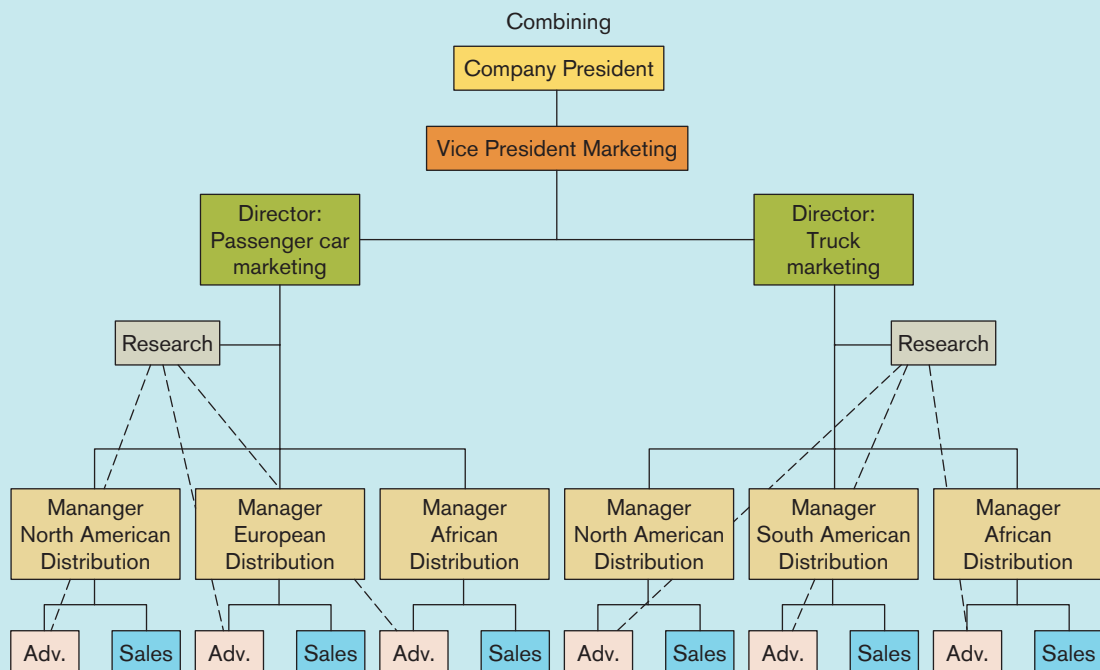 Combining
Company President
Vice President Marketing
Director:
Passenger car
marketing
Director:
Truck
marketing
Research
Research
Mananger
North American
Distribution
Manager
European
Distribution
Manager
African
Distribution
Manager
North American
Distribution
Manager
South American
Distribution
Manager
African
Distribution
Adv.
Sales
Adv.
Sales
Adv.
Sales
Adv.
Sales
Adv.
Sales
Adv.
Sales